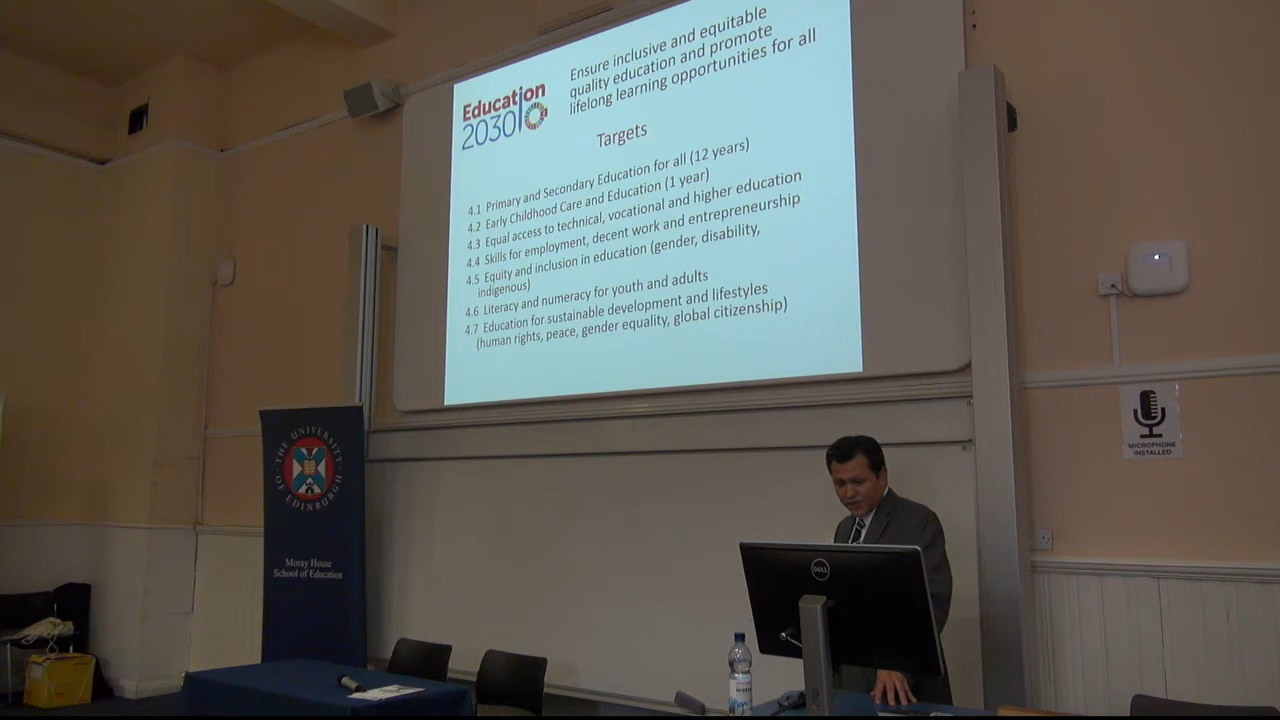 Education
2030
Ensure inclusive and equitable
quality education and promote
lifelong learning opportunities for all
Targets
4.1 Primary and Secondary Education for all (12 years)
4.2 Early Childhood Care and Education (1 year)
4.3 Equal access to technical, vocational and higher education
4.4 Skills for employment, decent work and entrepreneurship
4.5 Equity and inclusion in education (gender, disability,
indigenous)
4.6 Literacy and numeracy for youth and adults
4.7 Education for sustainable development and lifestyles
(human rights, peace, gender equality, global citizenship)
THE UNIVERSITY
OF EDINBURGH
Moray House
School of Education
MICROPHONE
INSTALLED
DELL